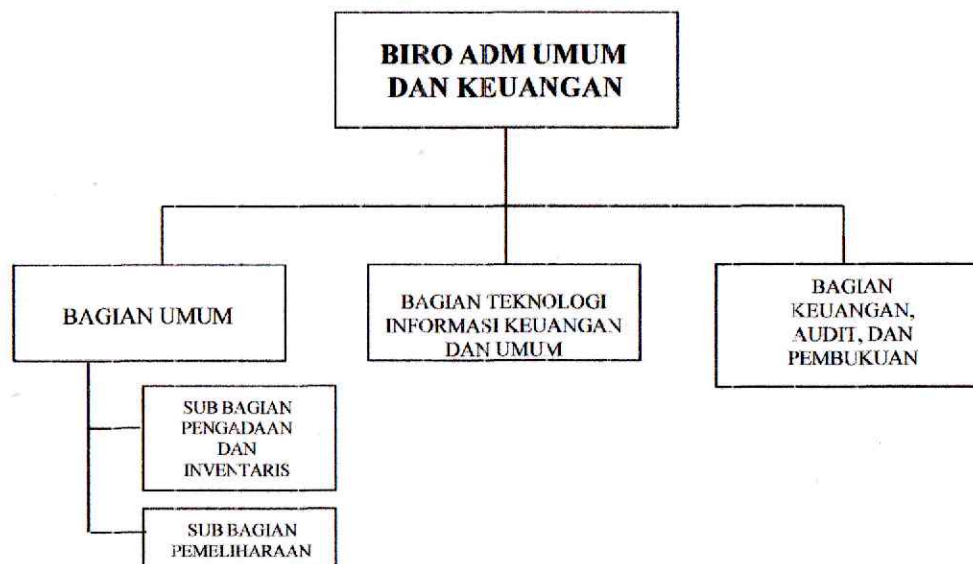 BIRO ADM UMUM
DAN KEUANGAN
BAGIAN UMUM
BAGIAN TEKNOLOGI
INFORMASI KEUANGAN
DAN UMUM
BAGIAN
KEUANGAN,
AUDIT, DAN
PEMBUKUAN
SUB BAGIAN
PENGADAAN
DAN
INVENTARIS
SUB BAGIAN
PEMELIHARAAN